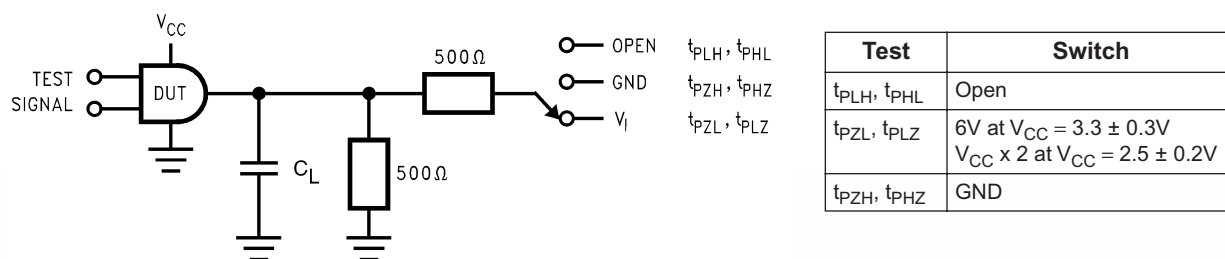 V_CC
TEST
SIGNAL
DUT
C_L
500Ω
500Ω
OPEN t_PLH, t_PHL
GND t_PZH, t_PHZ
V_I t_PZL, t_PLZ
Test Switch
t_PLH, t_PHL Open
t_PZL, t_PLZ 6V at V_CC = 3.3 ± 0.3V
V_CC x 2 at V_CC = 2.5 ± 0.2V
t_PZH, t_PHZ GND